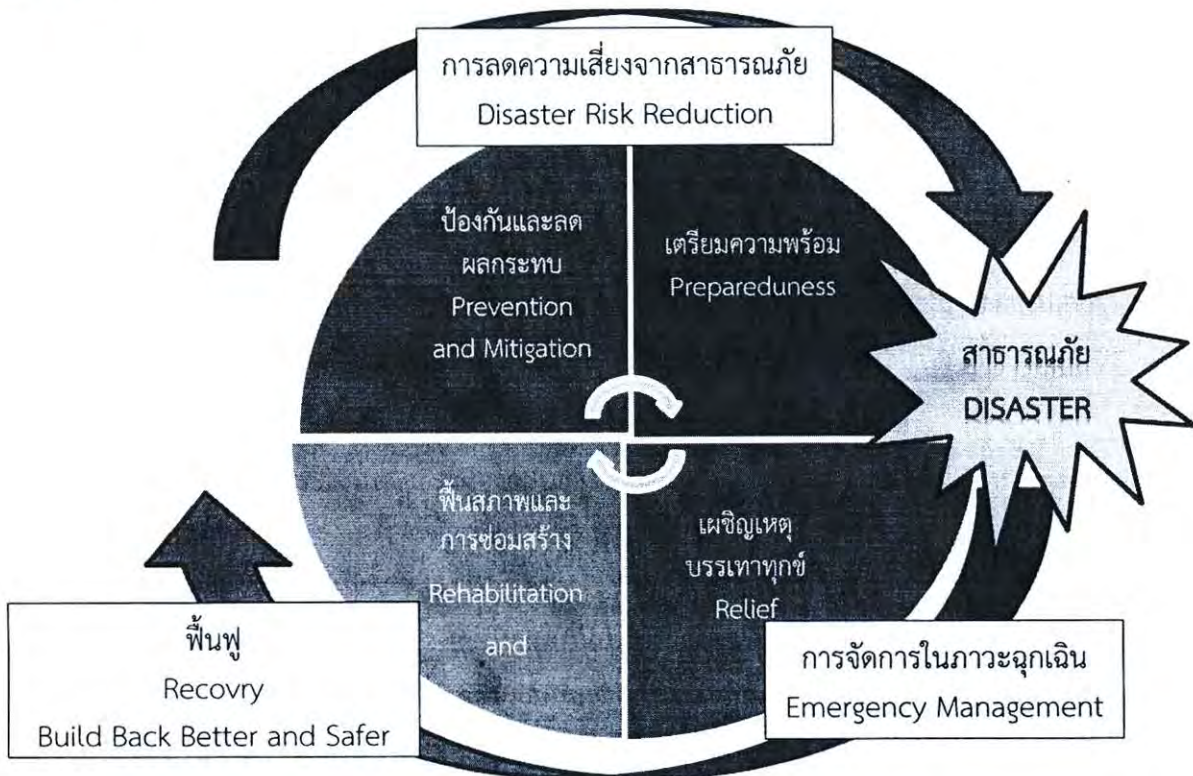 การลดความเสี่ยงจากสาธารณภัย
Disaster Risk Reduction
ป้องกันและลด
ผลกระทบ
Prevention
and Mitigation
เตรียมความพร้อม
Prepareduness
สาธารณภัย
DISASTER
ฟื้นสภาพและ
การซ่อมสร้าง
Rehabilitation
and
เผชิญเหตุ
บรรเทาทุกข์
Relief
ฟื้นฟู
Recovry
Build Back Better and Safer
การจัดการในภาวะฉุกเฉิน
Emergency Management